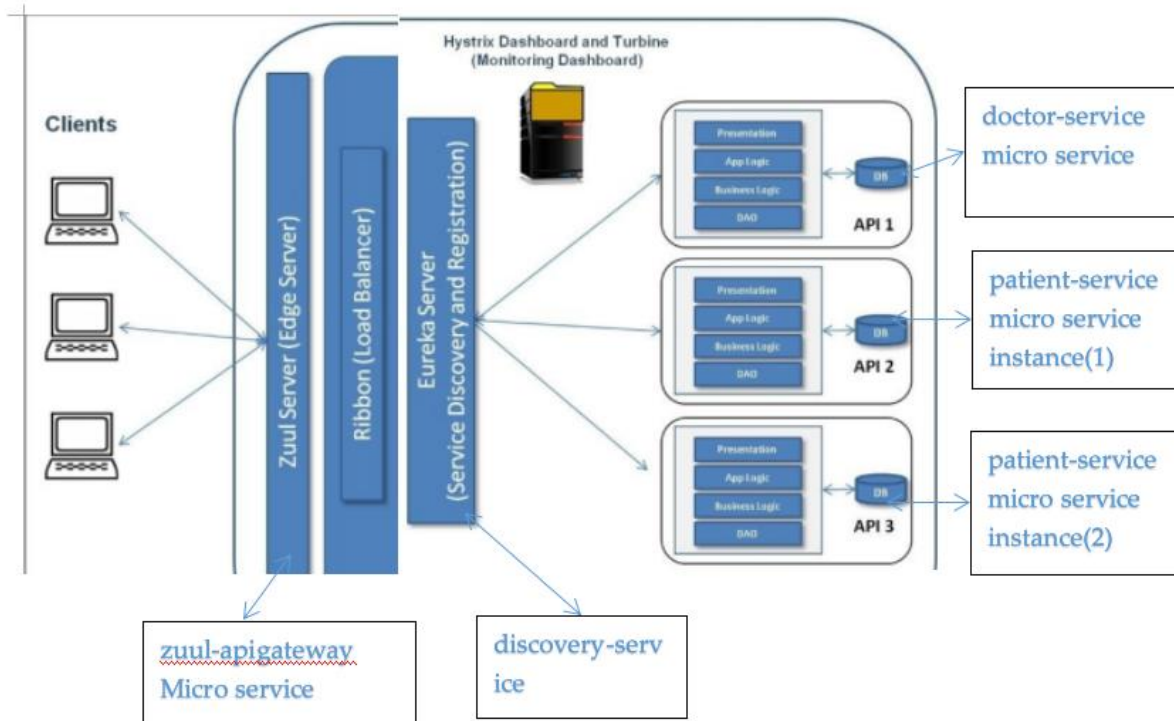 Hystrix Dashboard and Turbine
(Monitoring Dashboard)
Clients
Zuul Server (Edge Server)
Ribbon (Load Balancer)
Eureka Server
(Service Discovery and Registration)
Presentation
App Logic
Business Logic
DAO
DB
API 1
doctor-service
micro service
Presentation
App Logic
Business Logic
DAO
DB
API 2
patient-service
micro service
instance(1)
Presentation
App Logic
Business Logic
DAO
DB
API 3
patient-service
micro service
instance(2)
zuul-apigateway
Micro service
discovery-serv
ice